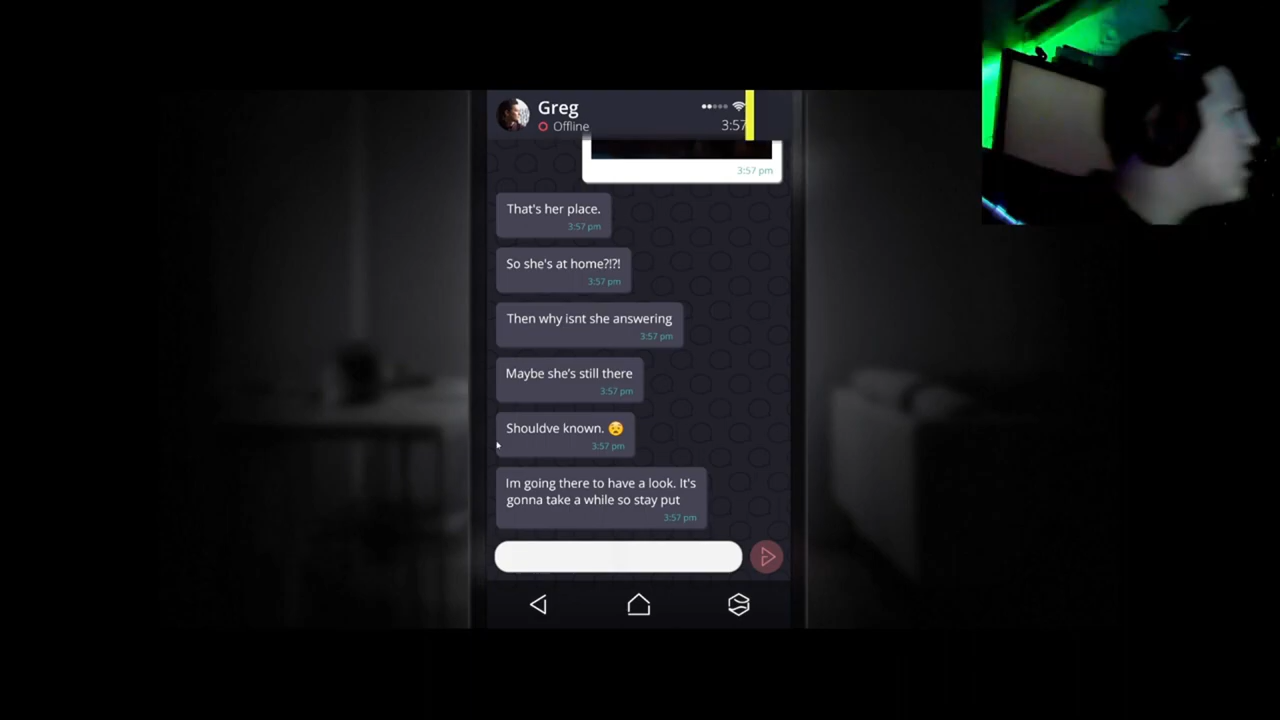 Greg
Offline
3:57
3:57 pm
That's her place.
3:57 pm
So she's at home?!?!
3:57 pm
Then why isnt she answering
3:57 pm
Maybe she's still there
3:57 pm
Shouldve known. 😣
3:57 pm
Im going there to have a look. It's
gonna take a while so stay put
3:57 pm